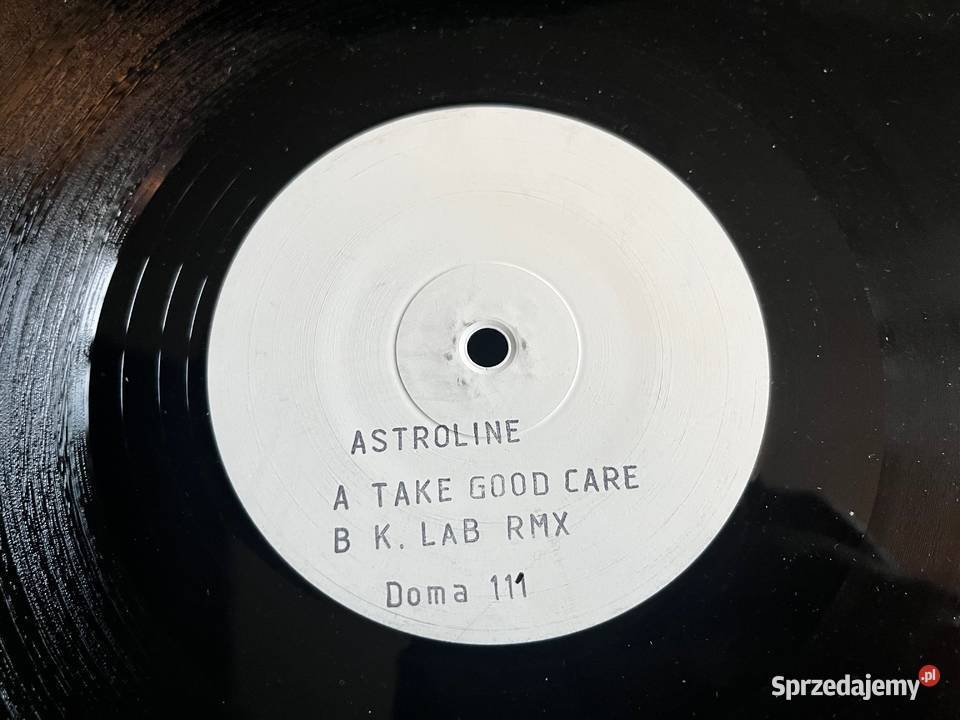 ASTROLINE
A TAKE GOOD CARE
B K. LAB RMX
Doma 111
Sprzedajemy.pl